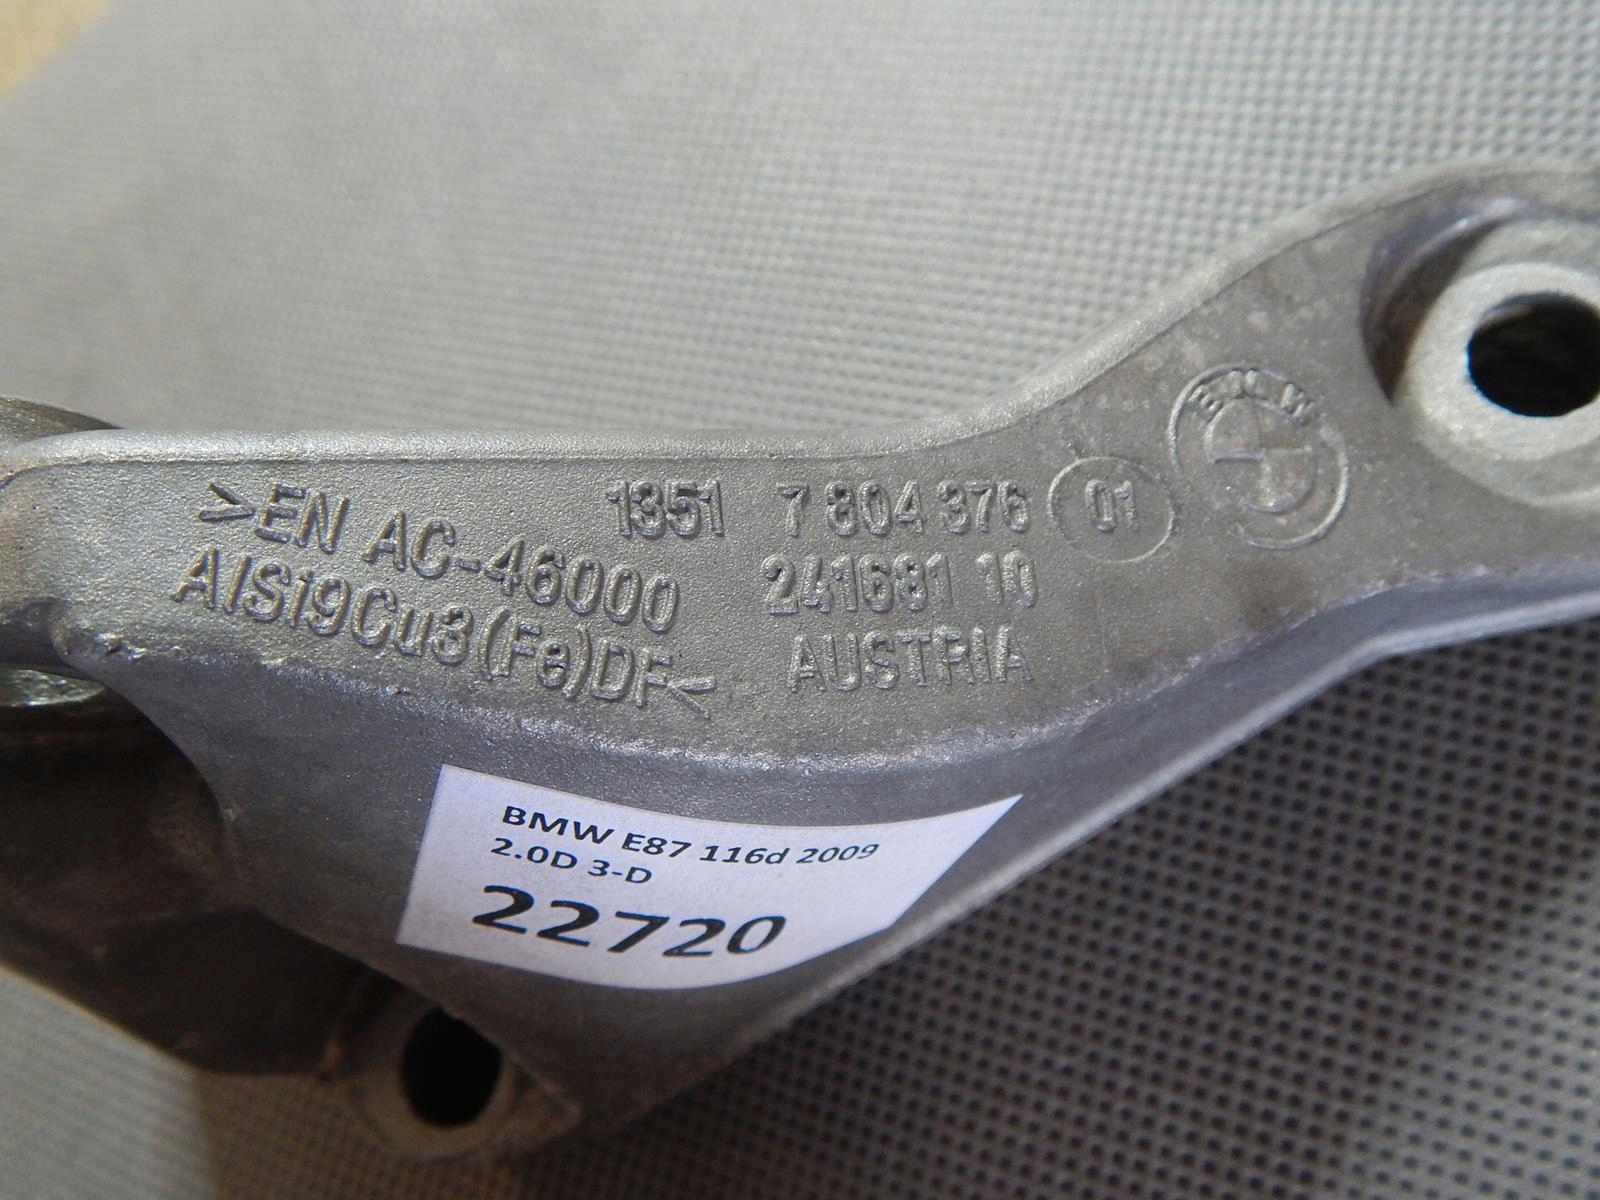 >EN AC-46000
AlSi9Cu3(Fe)DF<
1351 7 804 376 01
241681 10
AUSTRIA
BMW
BMW E87 116d 2009
2.0D 3-D
22720